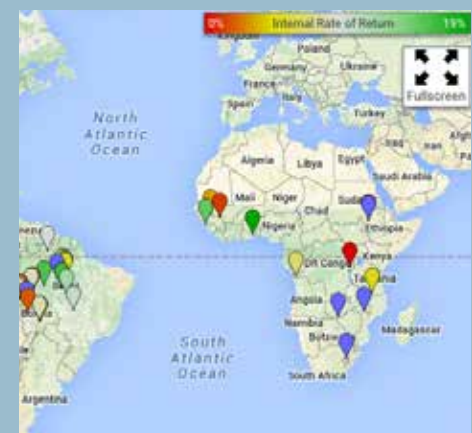 0% Internal Rate of Return 19%
Fullscreen
Poland
Germany
Ukraine
France
Italy
Spain
Turkey
Iraq
Iran
North
Atlantic
Ocean
Algeria
Libya
Egypt
Saudi Arabia
Mali
Niger
Chad
Sudan
Nigeria
Ethiopia
DR Congo
Kenya
Tanzania
Angola
Namibia
Madagascar
South
Atlantic
Ocean
South Africa
Argentina